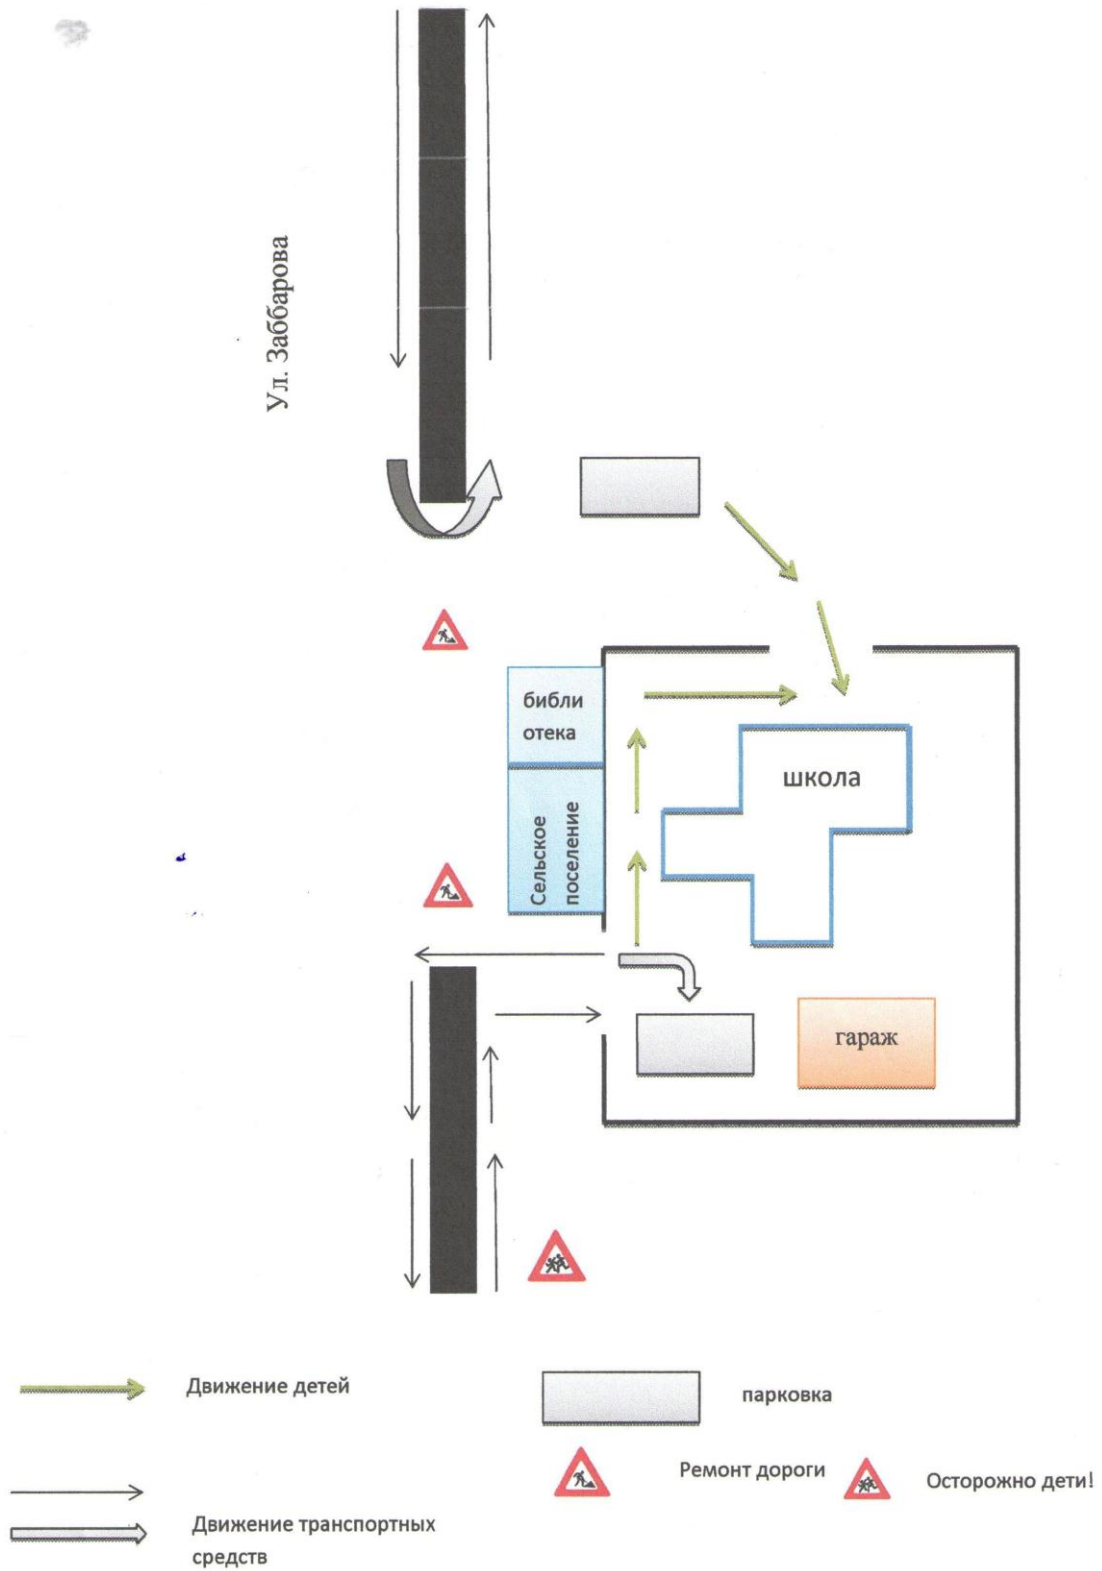 Ул. Заббарова
библи
отека
школа
Сельское
поселение
гараж
Движение детей
парковка
Ремонт дороги
Осторожно дети!
Движение транспортных
средств